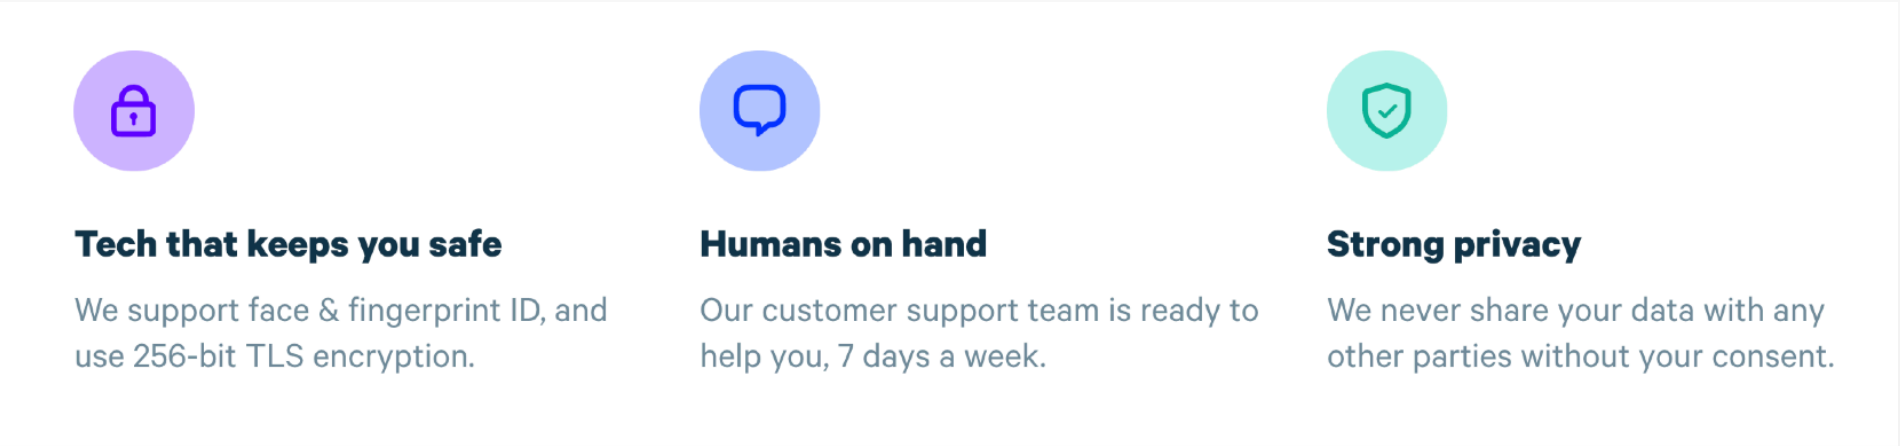 Tech that keeps you safe
We support face & fingerprint ID, and
use 256-bit TLS encryption.
Humans on hand
Our customer support team is ready to
help you, 7 days a week.
Strong privacy
We never share your data with any
other parties without your consent.